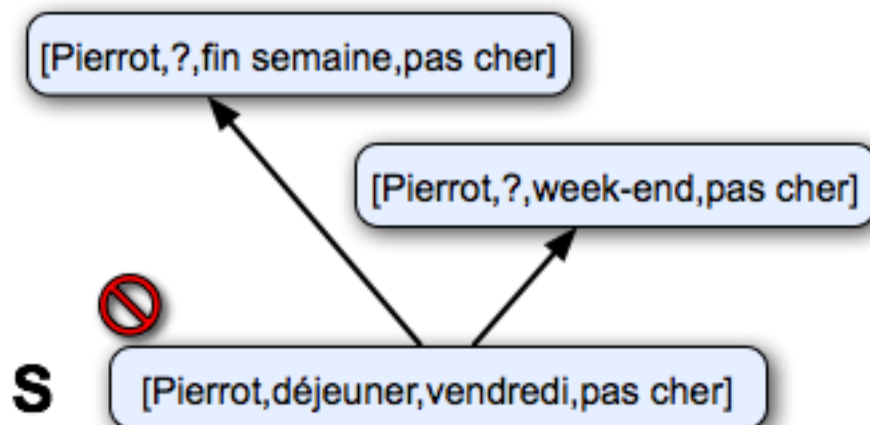 [Pierrot,?,fin semaine,pas cher]
[Pierrot,?,week-end,pas cher]
S [Pierrot,déjeuner,vendredi,pas cher]